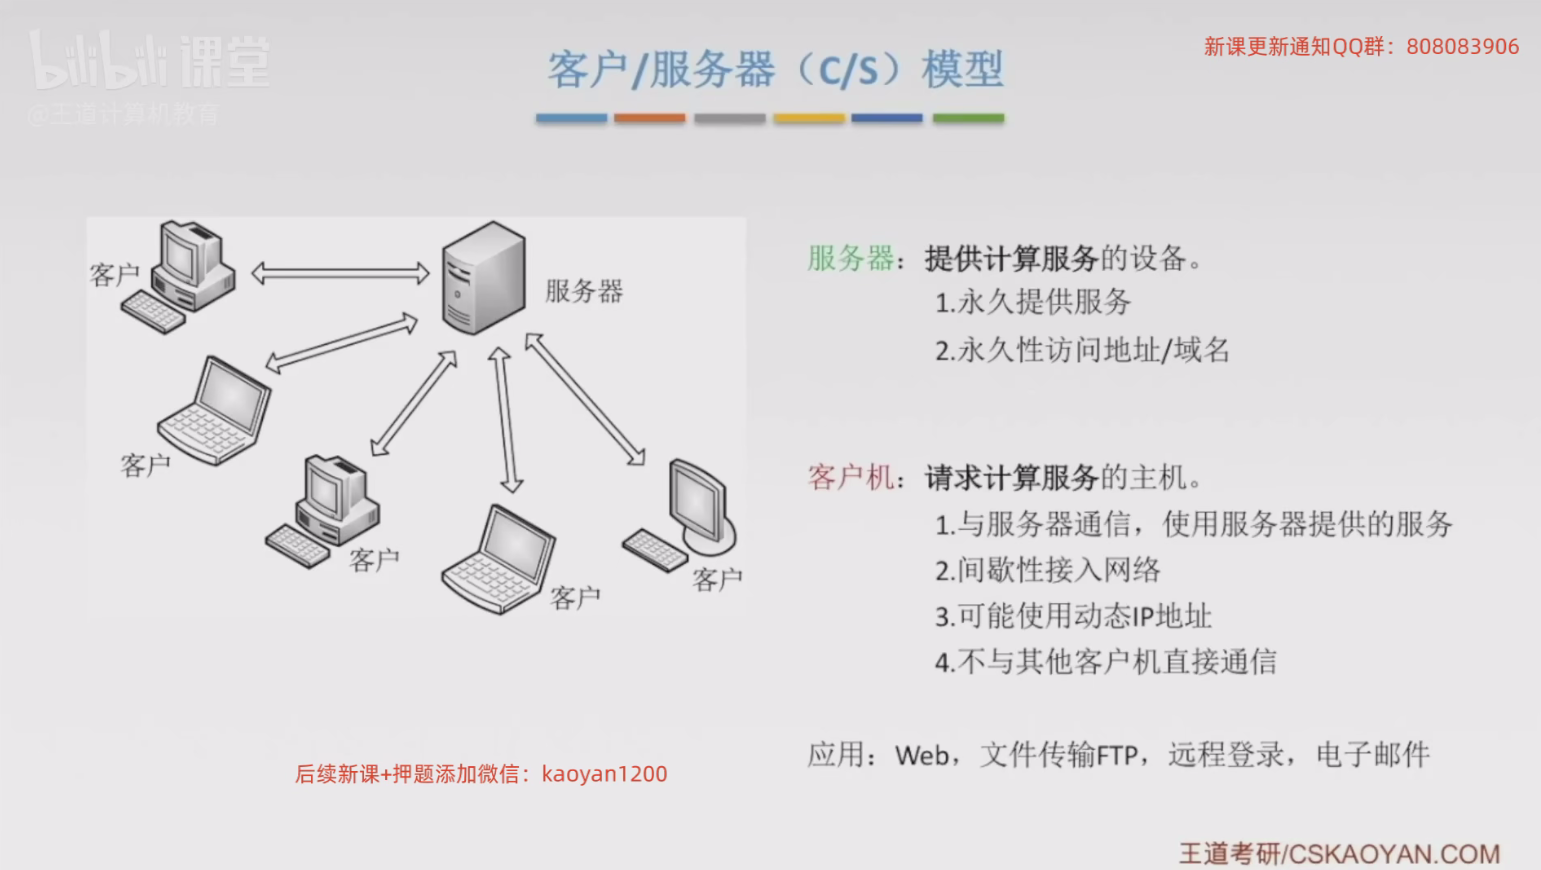 bilibili 课堂
@王道计算机教育
新课更新通知QQ群：808083906
客户/服务器（C/S）模型
客户
服务器
客户
客户
客户
客户
服务器：提供计算服务的设备。
1.永久提供服务
2.永久性访问地址/域名
客户机：请求计算服务的主机。
1.与服务器通信，使用服务器提供的服务
2.间歇性接入网络
3.可能使用动态IP地址
4.不与其他客户机直接通信
应用：Web，文件传输FTP，远程登录，电子邮件
后续新课+押题添加微信：kaoyan1200
王道考研/CSKAOYAN.COM